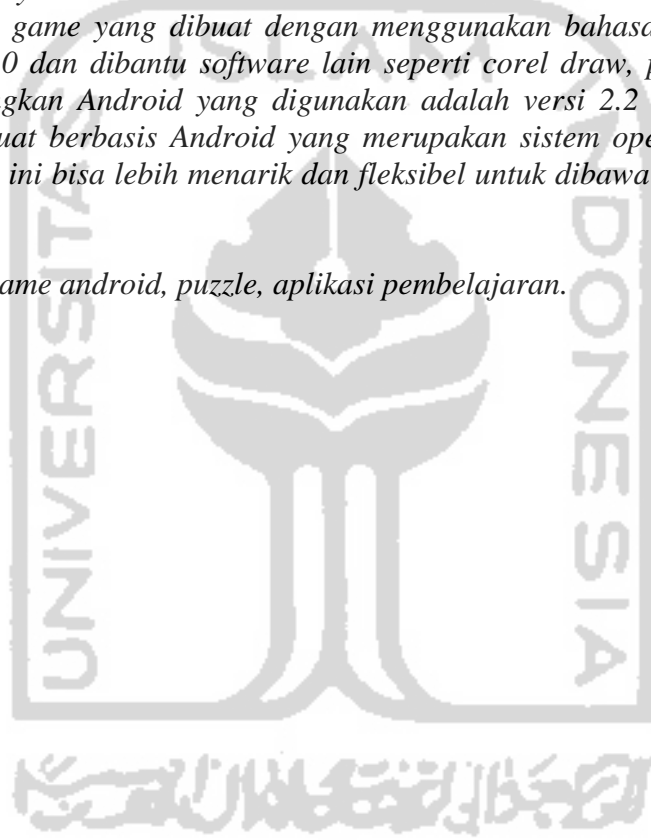 game yang dibuat dengan menggunakan bahasa
0 dan dibantu software lain seperti corel draw,
ngkan Android yang digunakan adalah versi 2.2
uat berbasis Android yang merupakan sistem ope
ini bisa lebih menarik dan fleksibel untuk dibawa
ame android, puzzle, aplikasi pembelajaran.
ISLAM
UNIVERSITAS
INDONESIA